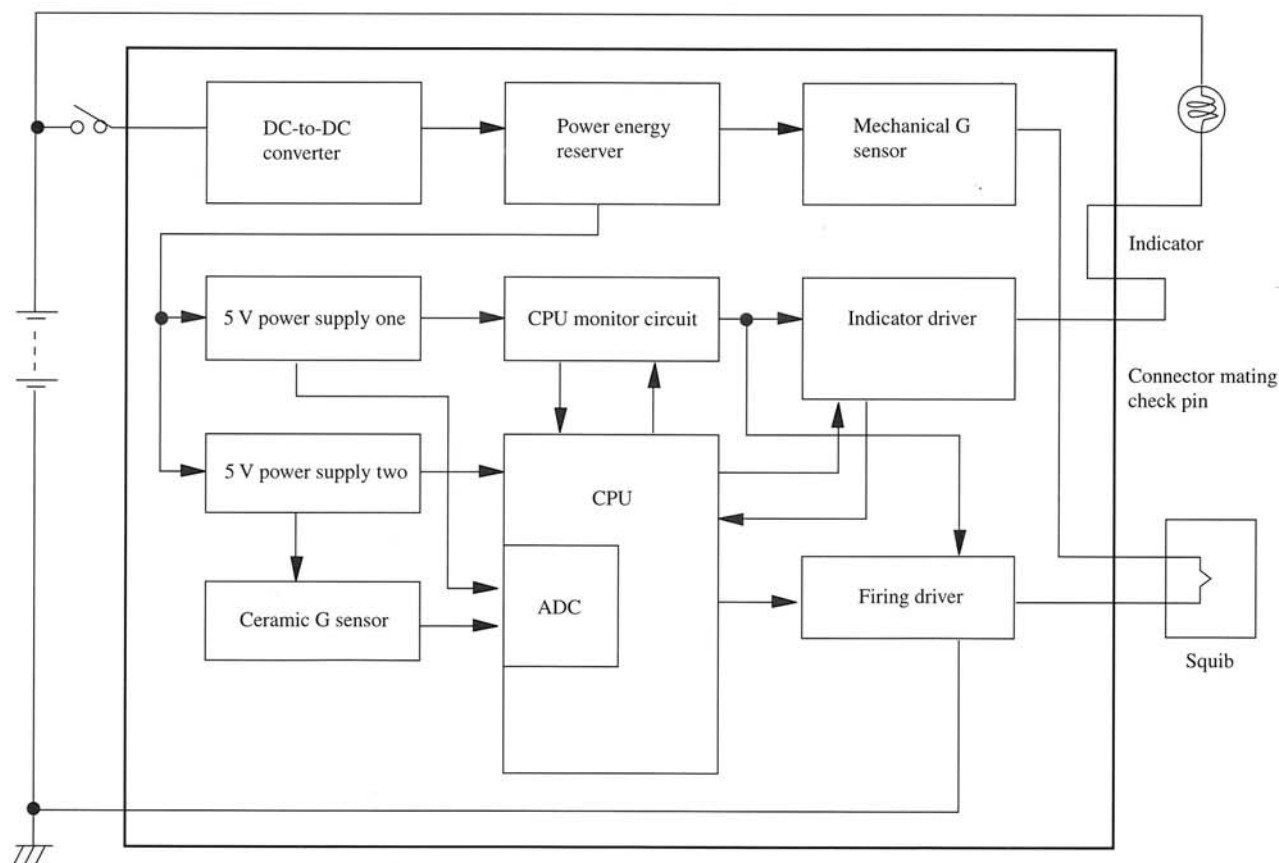 DC-to-DC
converter
Power energy
reserver
Mechanical G
sensor
Indicator
5 V power supply one
CPU monitor circuit
Indicator driver
Connector mating
check pin
5 V power supply two
CPU
ADC
Ceramic G sensor
Firing driver
Squib